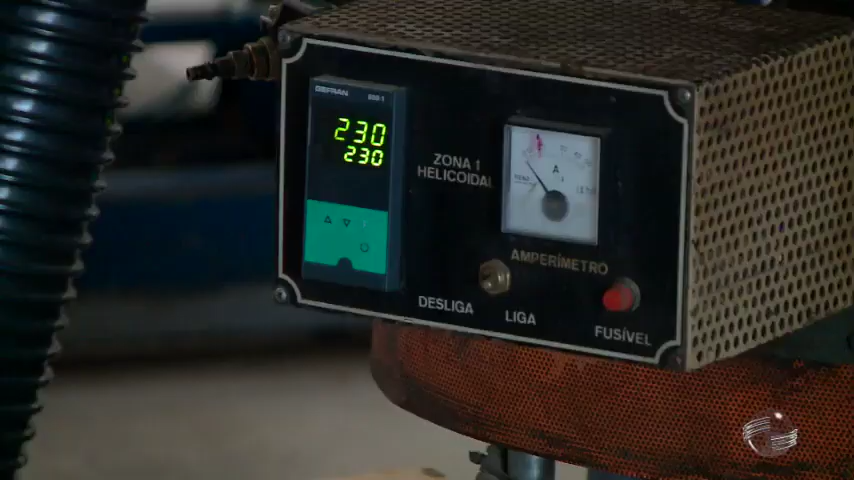 GEFRAN
230
230
ZONA 1
HELICOIDAL
A
AMPERÍMETRO
DESLIGA
LIGA
FUSÍVEL